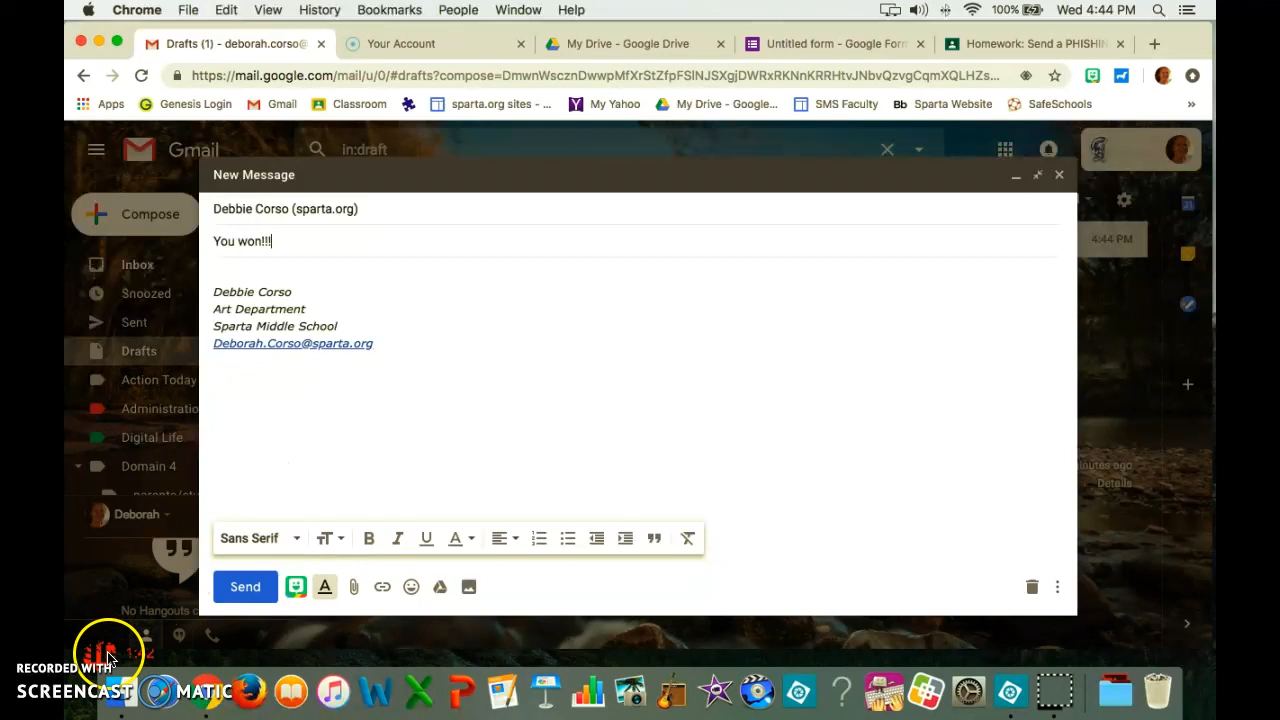 Chrome File Edit View History Bookmarks People Window Help 100% Wed 4:44 PM
Drafts (1) - deborah.corso@ Your Account My Drive - Google Drive Untitled form - Google Form Homework: Send a PHISHIN
https://mail.google.com/mail/u/0/#drafts?compose=
Apps Genesis Login Gmail Classroom sparta.org sites - ... My Yahoo My Drive - Google... SMS Faculty Bb Sparta Website SafeSchools »
Gmail in:draft
New Message
Debbie Corso (sparta.org)
Compose
You won!!!
4:44 PM
Inbox
Snoozed
Sent
Drafts
Action Today
Administratio
Digital Life
Domain 4
Debbie Corso
Art Department
Sparta Middle School
Deborah.Corso@sparta.org
inutes ago
Details
Deborah
Sans Serif
Send
No Hangouts c
RECORDED WITH
SCREENCAST MATIC